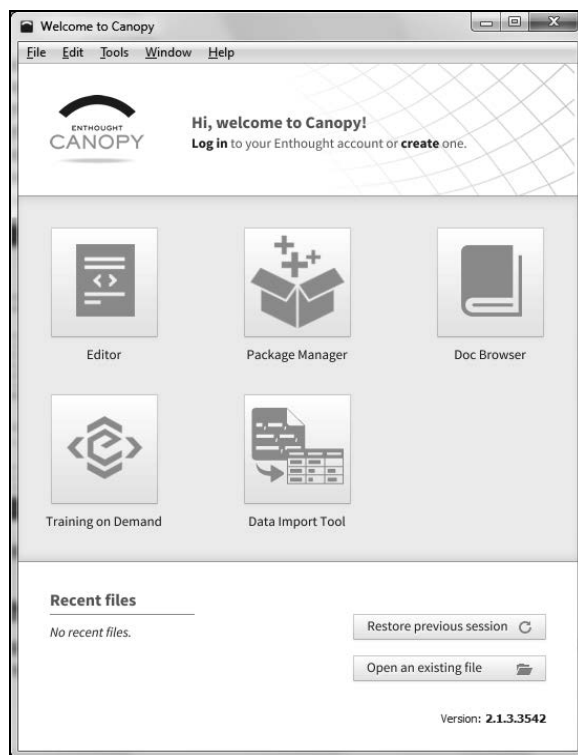 Welcome to Canopy
File Edit Tools Window Help
ENTHOUGHT
CANOPY
Hi, welcome to Canopy!
Log in to your Enthought account or create one.
Editor
Package Manager
Doc Browser
Training on Demand
Data Import Tool
Recent files
No recent files.
Restore previous session
Open an existing file
Version: 2.1.3.3542